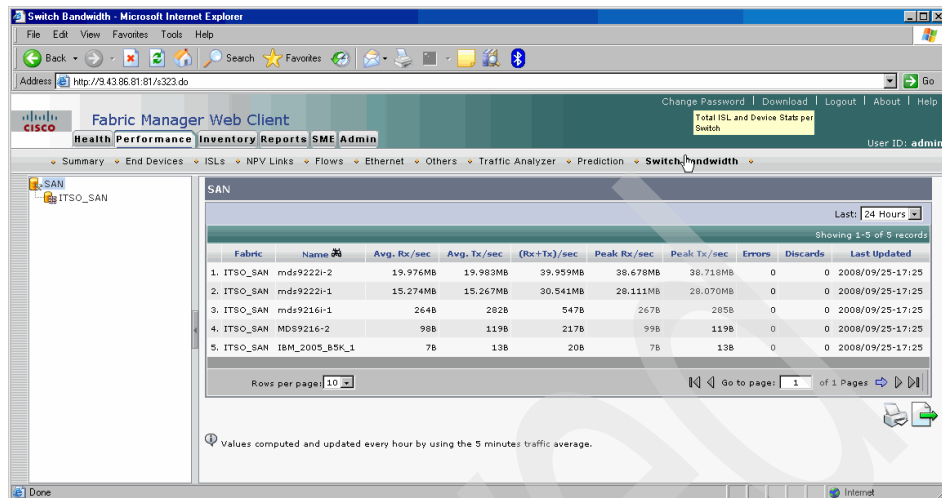 Switch Bandwidth - Microsoft Internet Explorer
File Edit View Favorites Tools Help
Back Search Favorites
Address http://9.43.86.81:81/s323.do Go
Change Password | Download | Logout | About | Help
CISCO Fabric Manager Web Client
Total ISL and Device Stats per Switch
Health Performance Inventory Reports SME Admin
User ID: admin
Summary End Devices ISLs NPV Links Flows Ethernet Others Traffic Analyzer Prediction Switch Bandwidth
SAN
ITSO_SAN
SAN
Last: 24 Hours
Showing 1-5 of 5 records
Fabric Name Avg. Rx/sec Avg. Tx/sec (Rx+Tx)/sec Peak Rx/sec Peak Tx/sec Errors Discards Last Updated
1. ITSO_SAN mds9222i-2 19.976MB 19.983MB 39.959MB 38.678MB 38.718MB 0 0 2008/09/25-17:25
2. ITSO_SAN mds9222i-1 15.274MB 15.267MB 30.541MB 28.111MB 28.070MB 0 0 2008/09/25-17:25
3. ITSO_SAN mds9216i-1 264B 282B 547B 267B 285B 0 0 2008/09/25-17:25
4. ITSO_SAN MDS9216-2 98B 119B 217B 99B 119B 0 0 2008/09/25-17:25
5. ITSO_SAN IBM_2005_B5K_1 7B 13B 20B 7B 13B 0 0 2008/09/25-17:25
Rows per page: 10 Go to page: 1 of 1 Pages
Values computed and updated every hour by using the 5 minutes traffic average.
Done Internet